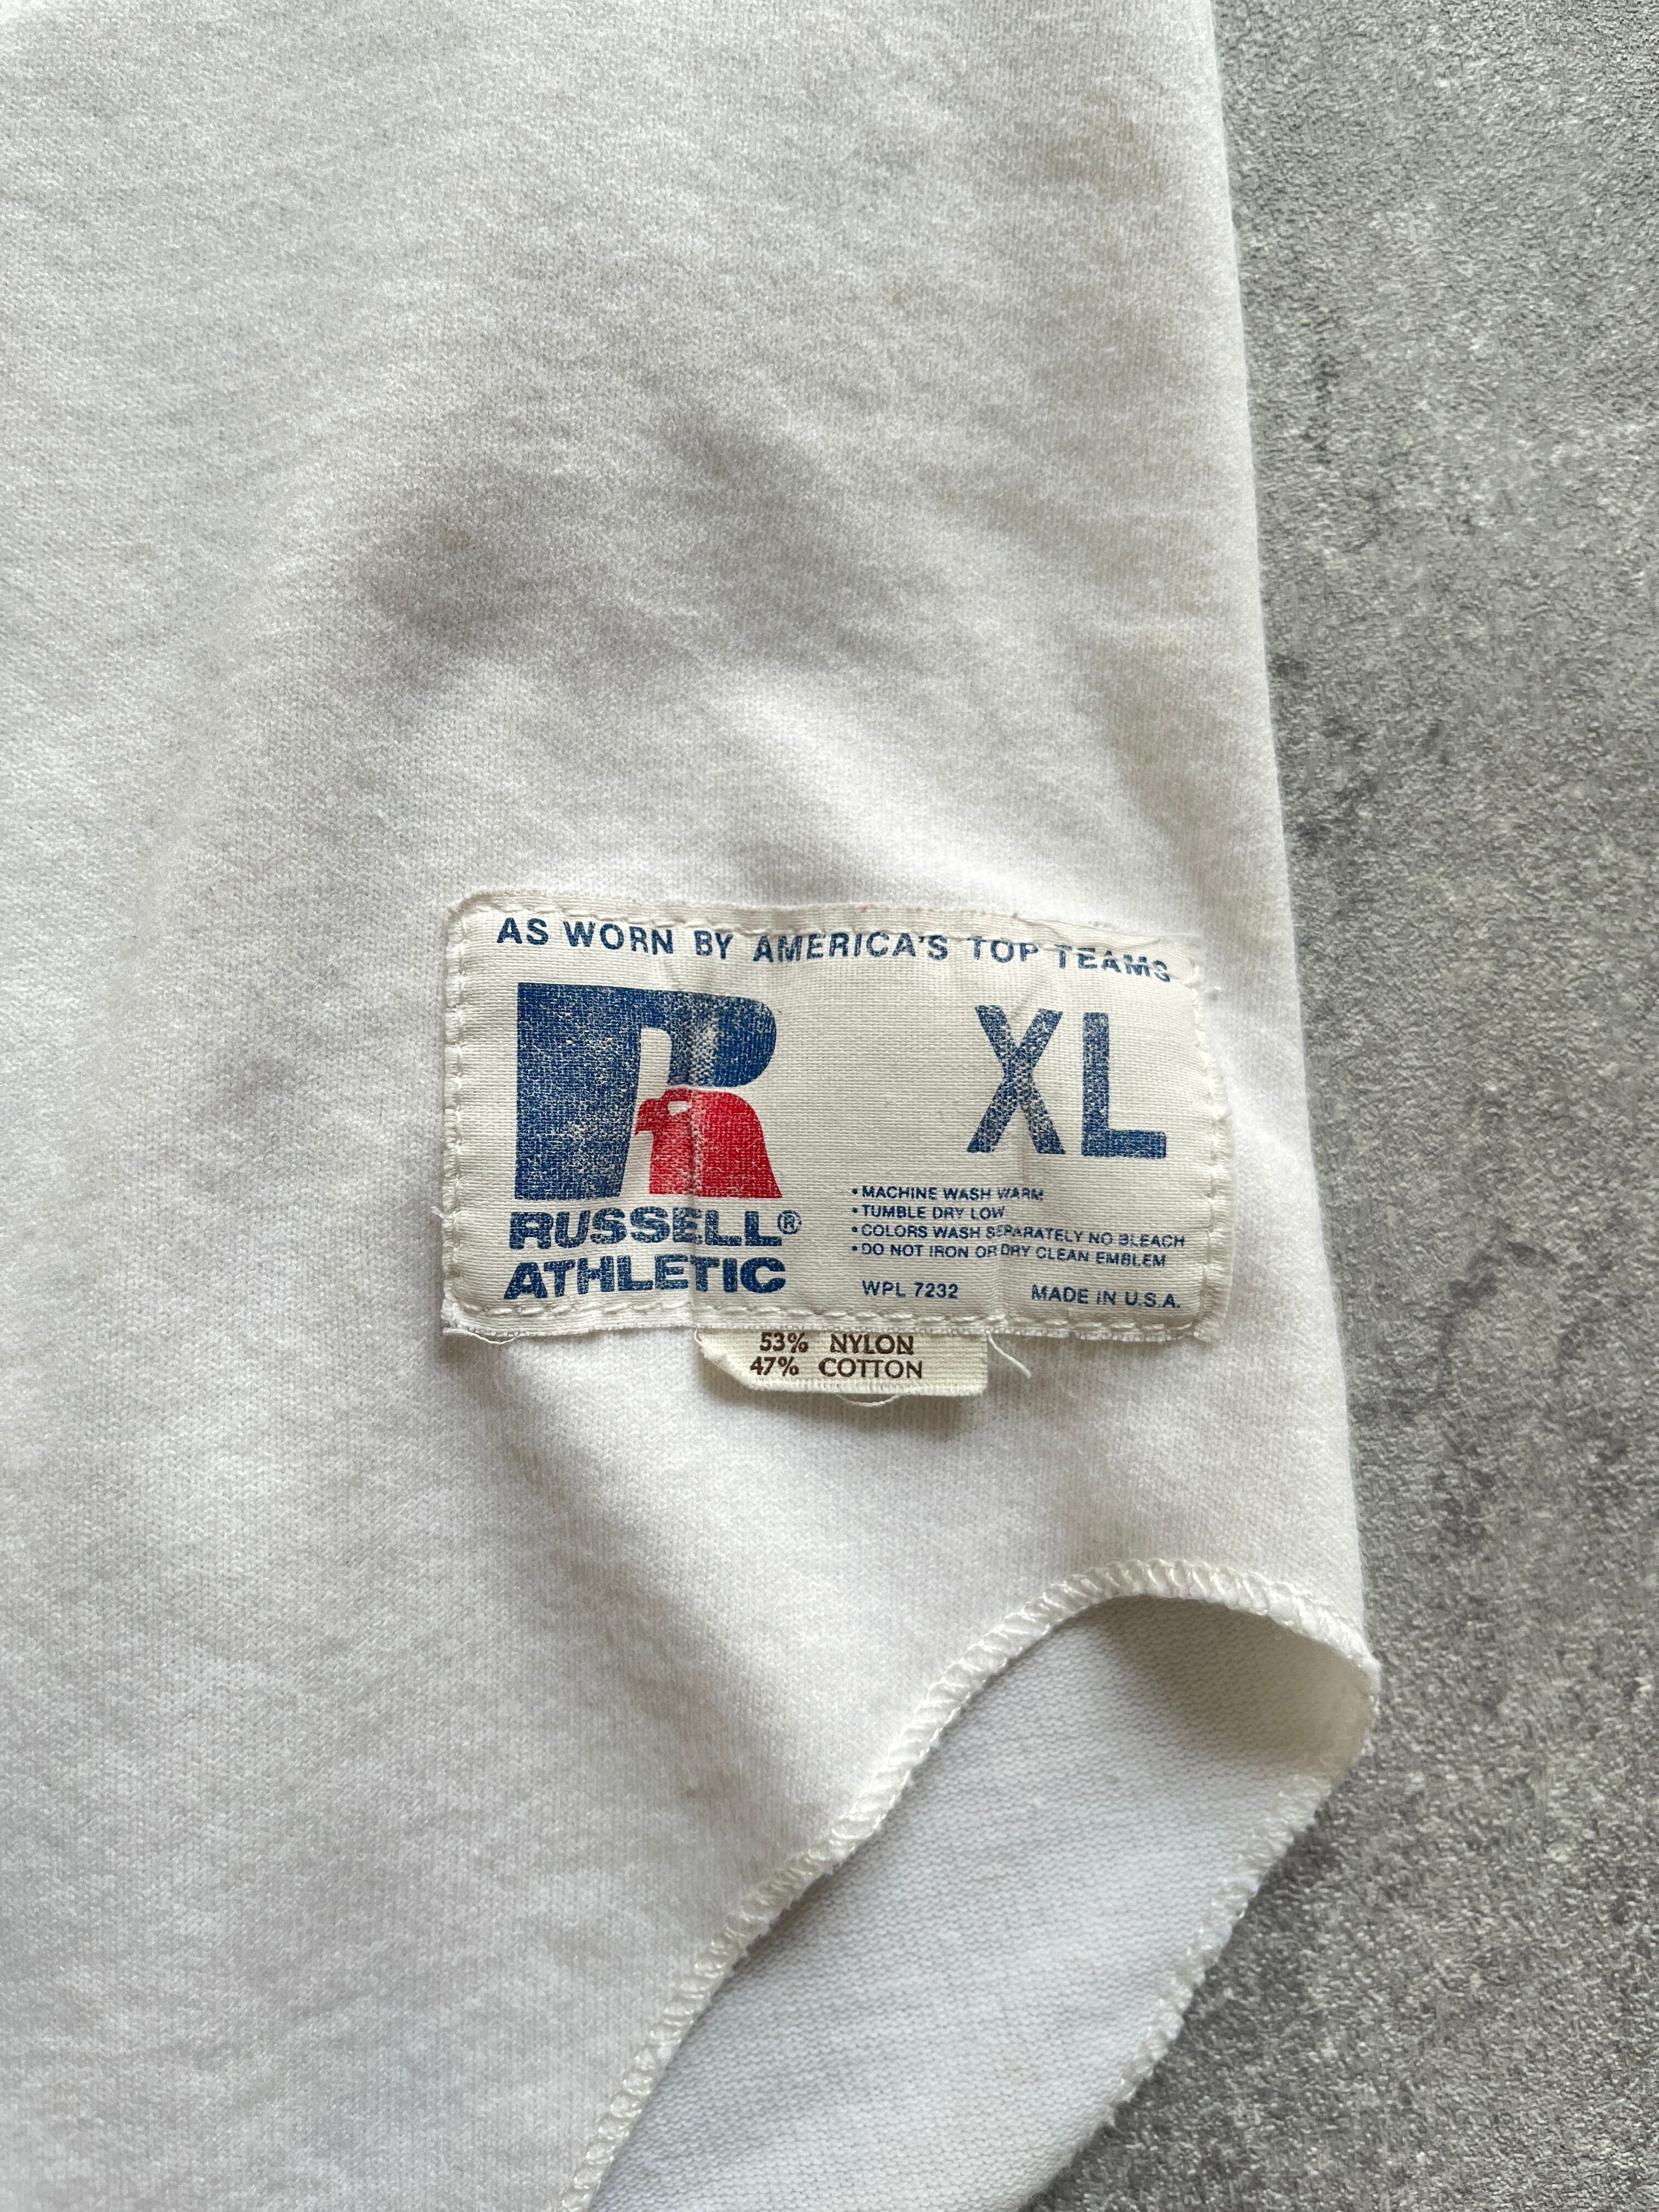 AS WORN BY AMERICA'S TOP TEAMS
XL
RUSSELL®
ATHLETIC
• MACHINE WASH WARM
• TUMBLE DRY LOW
• COLORS WASH SEPARATELY NO BLEACH
• DO NOT IRON OR DRY CLEAN EMBLEM
WPL 7232 MADE IN U.S.A.
53% NYLON
47% COTTON